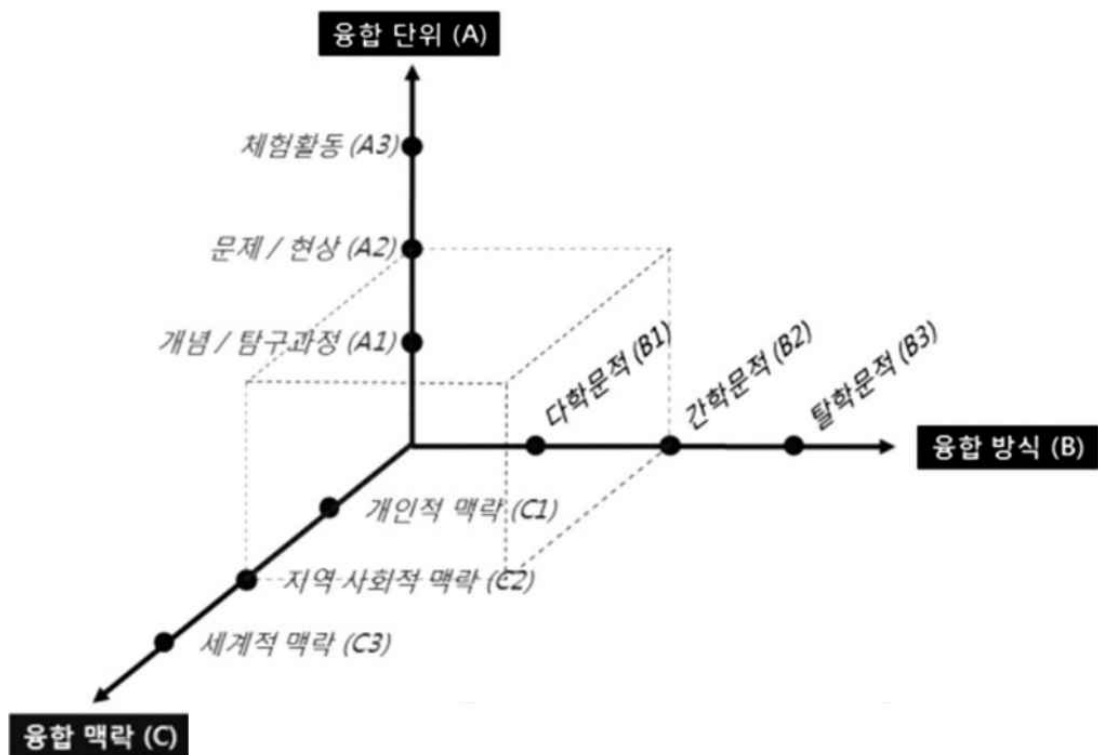 융합 단위 (A)
체험활동 (A3)
문제 / 현상 (A2)
개념 / 탐구과정 (A1)
다학문적 (B1)
간학문적 (B2)
탈학문적 (B3)
융합 방식 (B)
개인적 맥락 (C1)
지역 사회적 맥락 (C2)
세계적 맥락 (C3)
융합 맥락 (C)